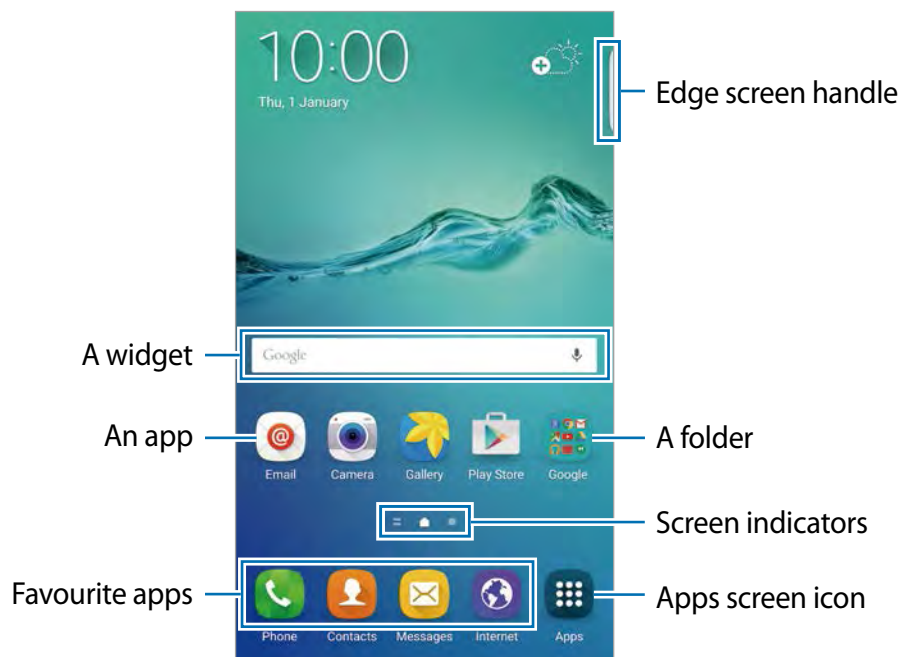 10:00
Thu, 1 January
Edge screen handle
A widget
Google
An app
A folder
Email Camera Gallery Play Store Google
Screen indicators
Favourite apps
Apps screen icon
Phone Contacts Messages Internet Apps